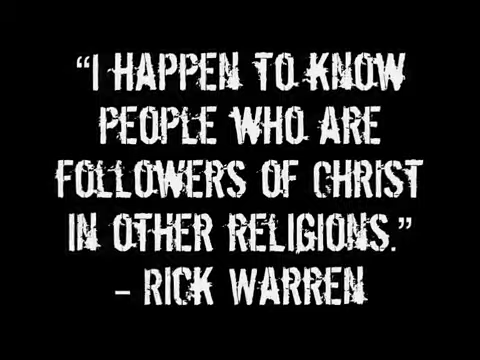 “I HAPPEN TO KNOW
PEOPLE WHO ARE
FOLLOWERS OF CHRIST
IN OTHER RELIGIONS.”
– RICK WARREN